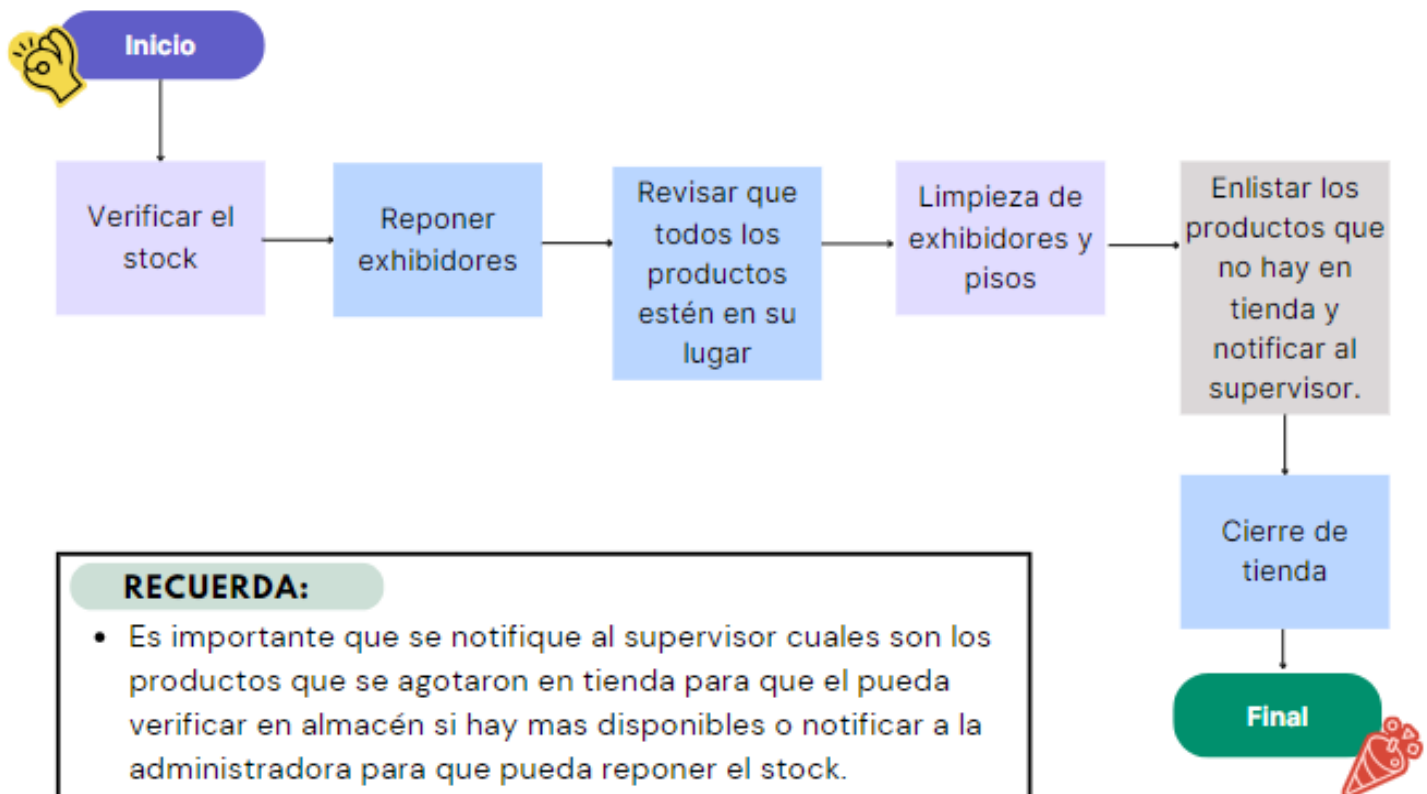 Inicio
Verificar el
stock
Reponer
exhibidores
Revisar que
todos los
productos
estén en su
lugar
Limpieza de
exhibidores y
pisos
Enlistar los
productos que
no hay en
tienda y
notificar al
supervisor.
Cierre de
tienda
Final
RECUERDA:
• Es importante que se notifique al supervisor cuales son los
productos que se agotaron en tienda para que el pueda
verificar en almacén si hay mas disponibles o notificar a la
administradora para que pueda reponer el stock.